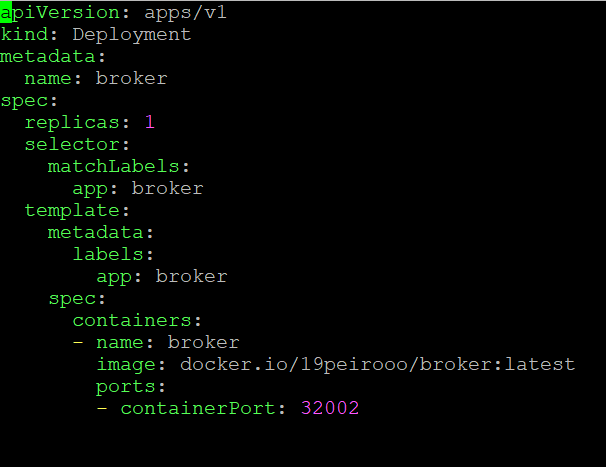 apiVersion: apps/v1
kind: Deployment
metadata:
  name: broker
spec:
  replicas: 1
  selector:
    matchLabels:
      app: broker
  template:
    metadata:
      labels:
        app: broker
    spec:
      containers:
      - name: broker
        image: docker.io/19peirooo/broker:latest
        ports:
        - containerPort: 32002